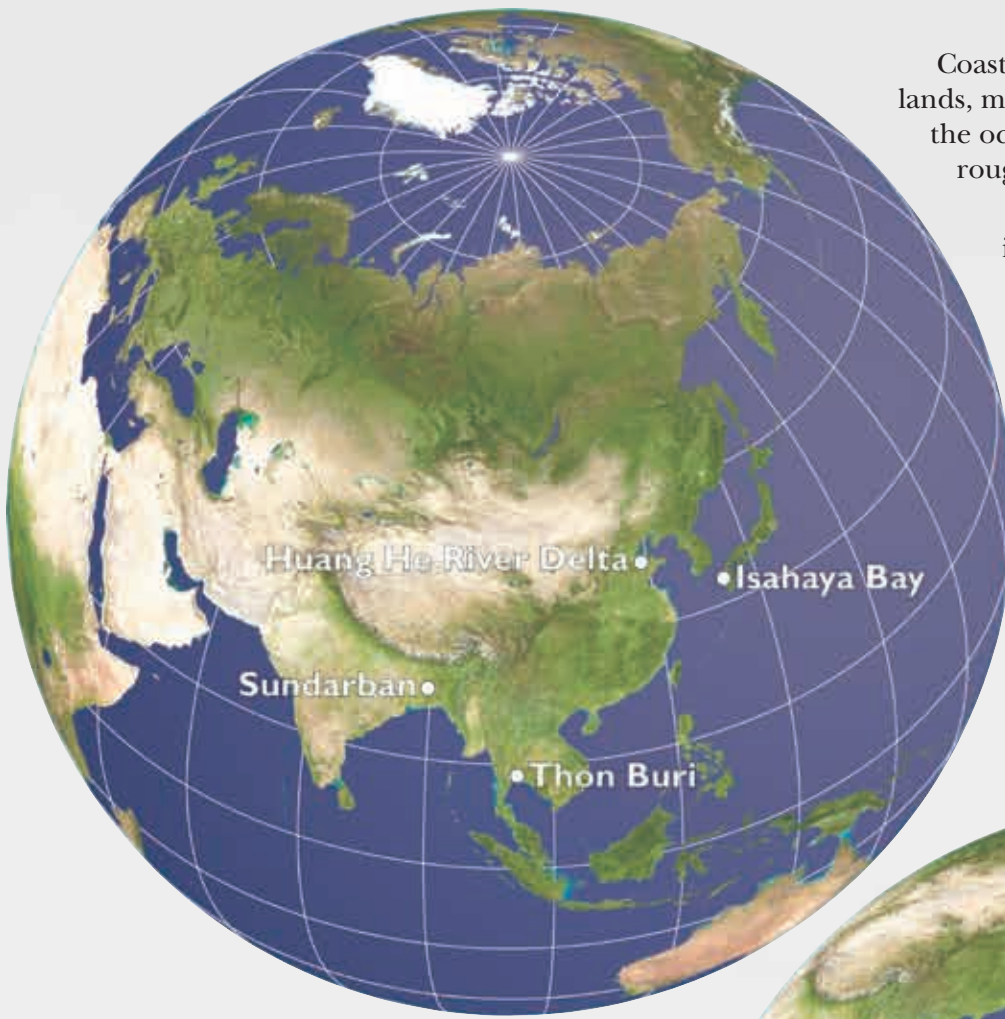 Coast
lands, m
the oc
roug
i
Huang He River Delta
Isahaya Bay
Sundarban
Thon Buri